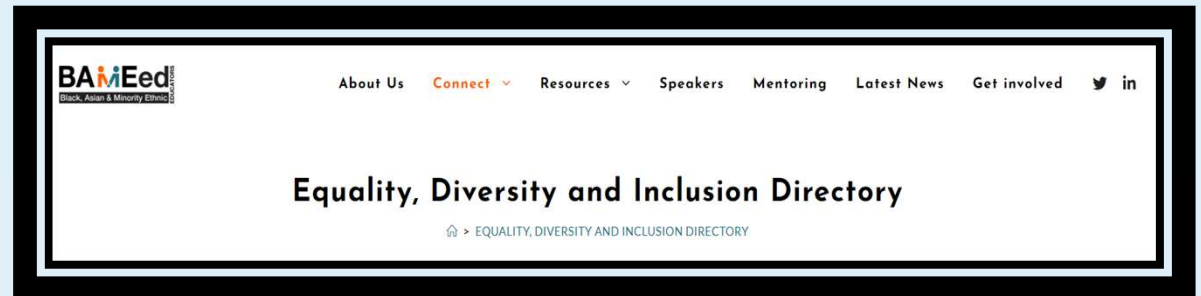 BAMEed
EDUCATORS
Black, Asian & Minority Ethnic
About Us Connect Resources Speakers Mentoring Latest News Get involved
Equality, Diversity and Inclusion Directory
> EQUALITY, DIVERSITY AND INCLUSION DIRECTORY